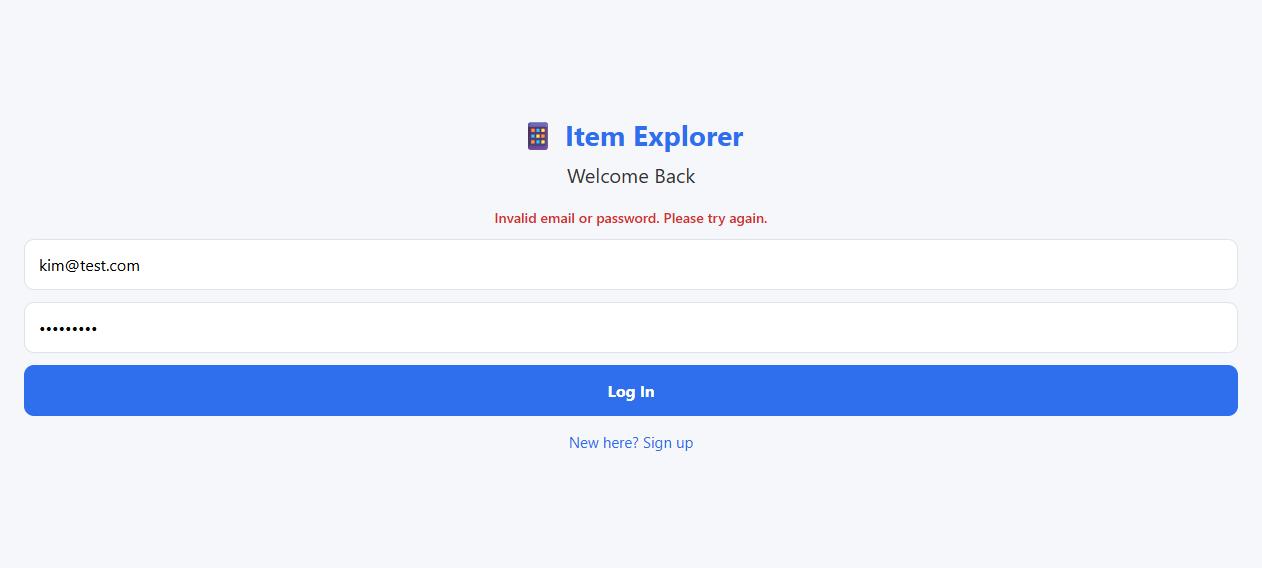 Item Explorer
Welcome Back
Invalid email or password. Please try again.
kim@test.com
•••••••••
Log In
New here? Sign up